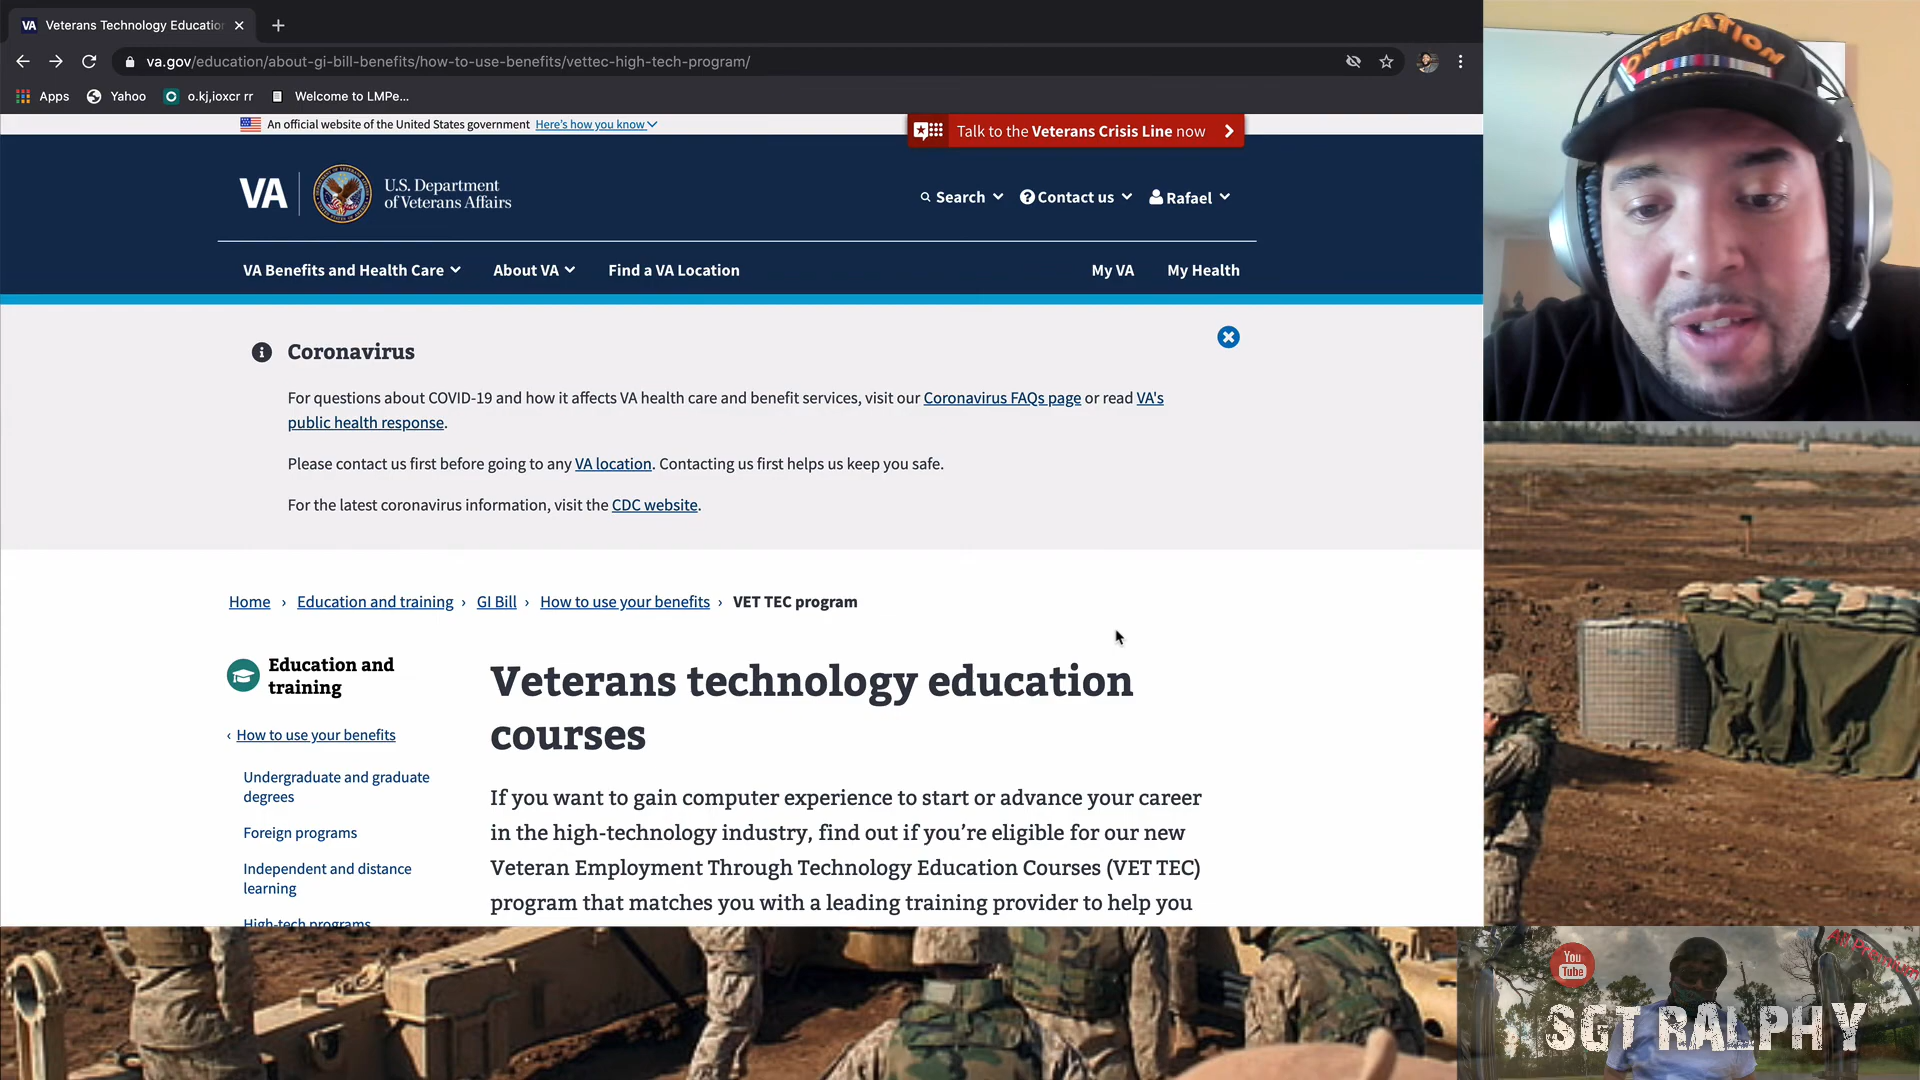 VA Veterans Technology Educatio
va.gov/education/about-gi-bill-benefits/how-to-use-benefits/vettec-high-tech-program/
Apps Yahoo o.kj,ioxcr rr Welcome to LMPe...
An official website of the United States government Here's how you know
Talk to the Veterans Crisis Line now
VA U.S. Department
of Veterans Affairs
Search Contact us Rafael
VA Benefits and Health Care About VA Find a VA Location My VA My Health
Coronavirus
For questions about COVID-19 and how it affects VA health care and benefit services, visit our Coronavirus FAQs page or read VA's
public health response.
Please contact us first before going to any VA location. Contacting us first helps us keep you safe.
For the latest coronavirus information, visit the CDC website.
Home › Education and training › GI Bill › How to use your benefits › VET TEC program
Education and
training
‹ How to use your benefits
Undergraduate and graduate
degrees
Foreign programs
Independent and distance
learning
High-tech programs
Veterans technology education
courses
If you want to gain computer experience to start or advance your career
in the high-technology industry, find out if you’re eligible for our new
Veteran Employment Through Technology Education Courses (VET TEC)
program that matches you with a leading training provider to help you
OPERATION
You
Tube
AS Premium
SGT RALPHY